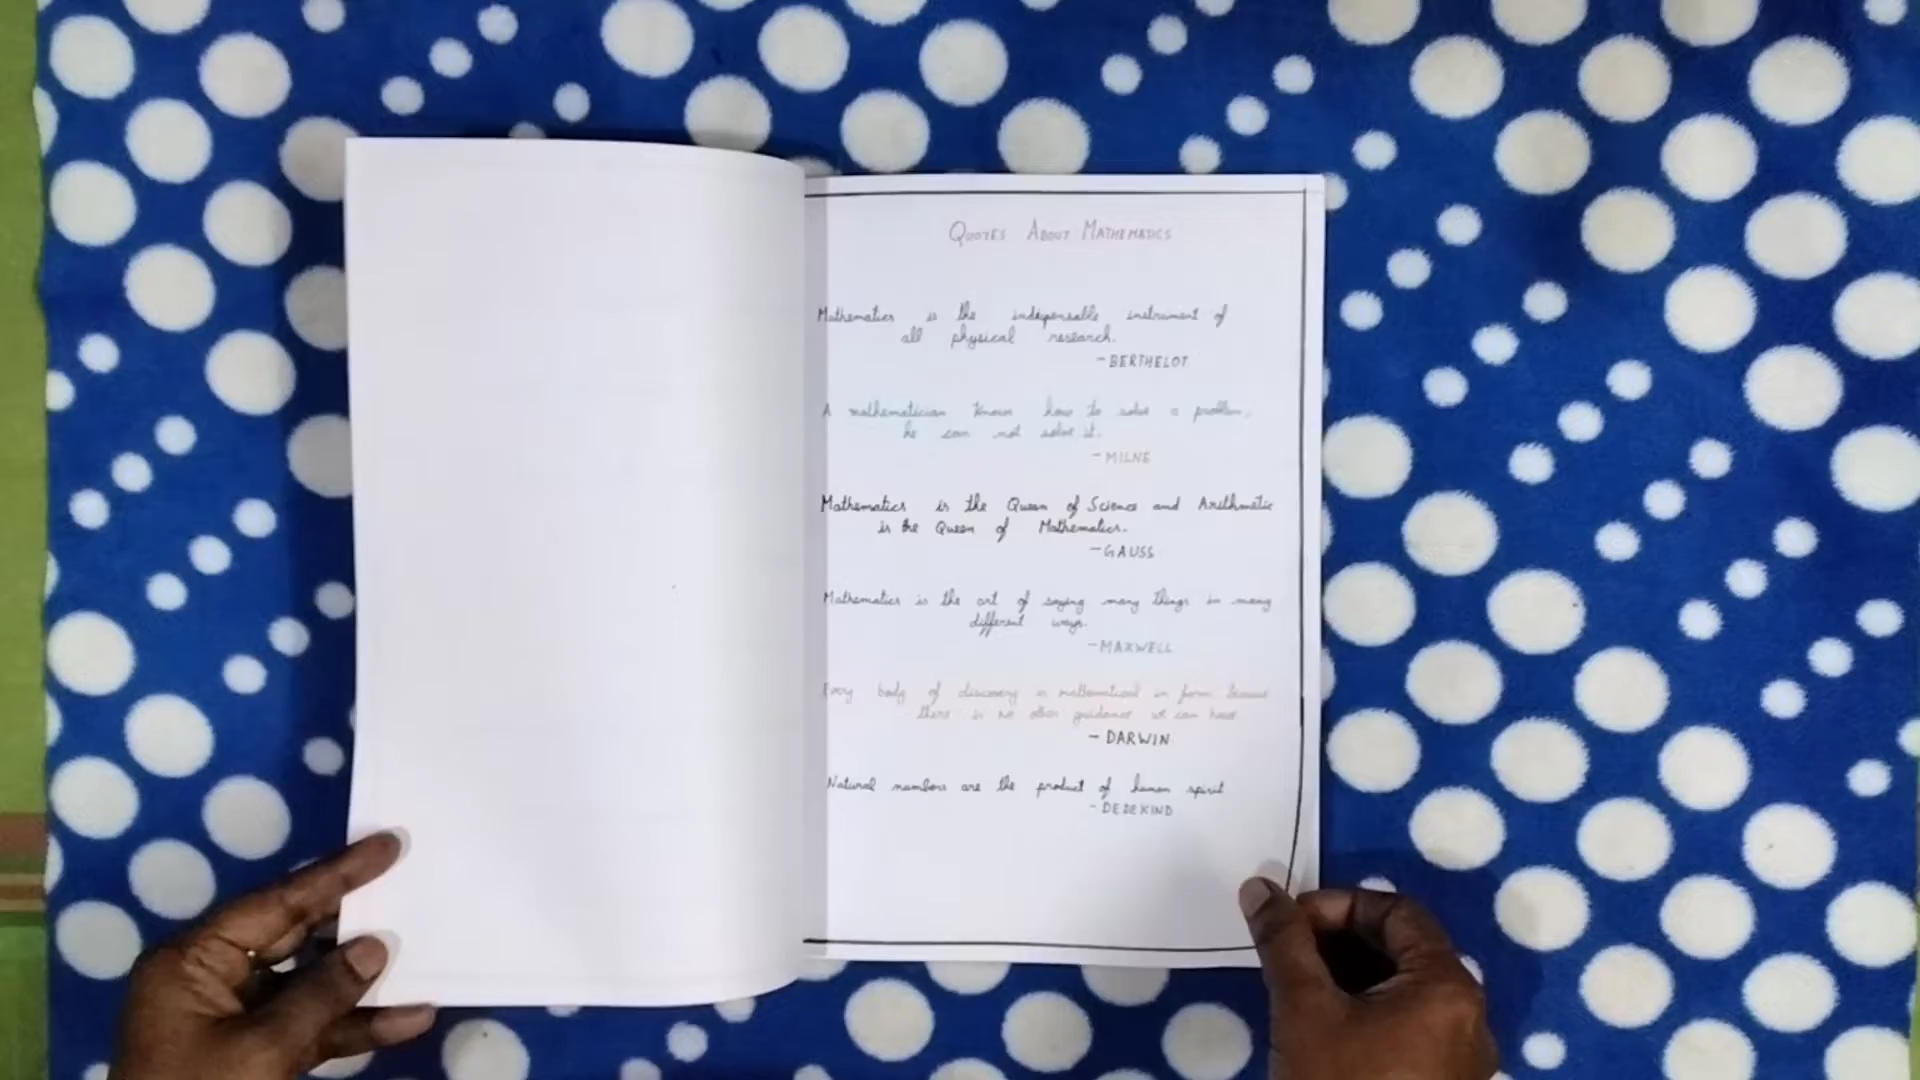 QUOTES ABOUT MATHEMATICS
Mathematics is the indispensable instrument of
all physical research.
- BERTHELOT
A mathematician knows how to solve a problem,
he can not solve it.
- MILNE
Mathematics is the Queen of Science and Arithmetic
is the Queen of Mathematics.
- GAUSS
Mathematics is the art of saying many things in many
different ways.
- MAXWELL
Every body of discovery is mathematical in form
there is no other guidance we can have
- DARWIN
Natural numbers are the product of human spirit
- DEDEKIND